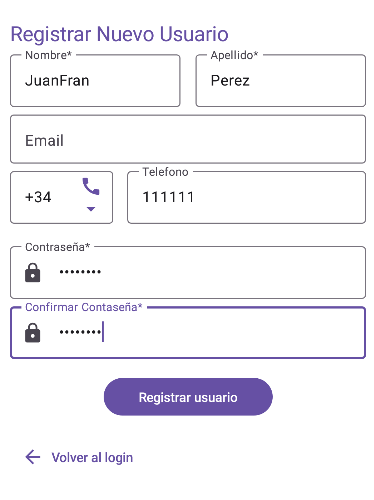 Registrar Nuevo Usuario
Nombre* Apellido*
JuanFran Perez
Email
Telefono
+34 111111
Contraseña*
••••••••
Confirmar Contaseña*
••••••••
Registrar usuario
Volver al login